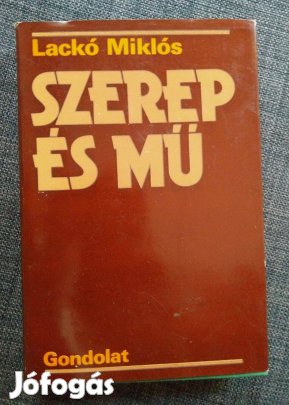 Lackó Miklós
SZEREP
ÉS MŰ
Gondolat
Jófogás